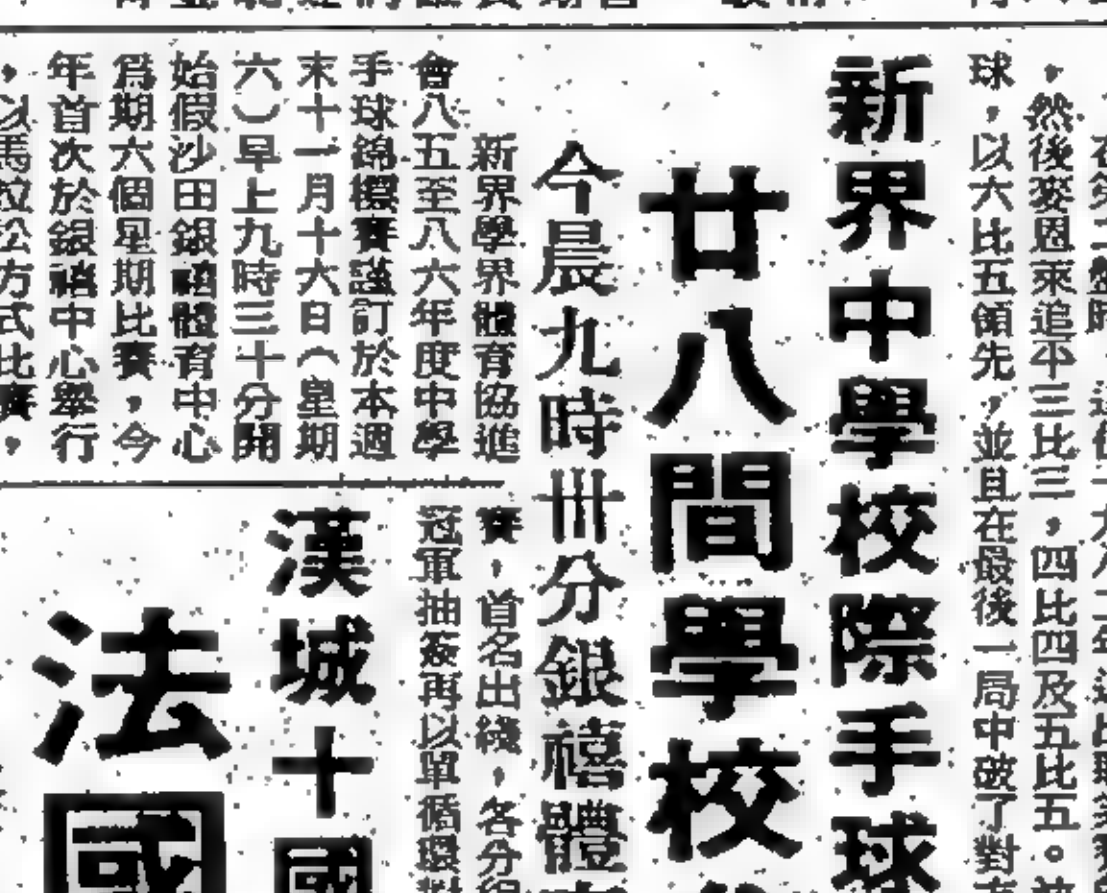 球，以六比五領先，並且在最後一局中破了對
，然後麥恩來追平三比三，四比四及五比五。
新界中學校際手球
廿八間學校
今晨九時卅分銀禧體
新界學界體育協進
會八五至八六年度中學
手球錦標賽謹訂於本週
末十一月十六日（星期
六）早上九時三十分開
始假沙田銀禧體育中心
爲期六個星期比賽，今
年首次於銀禧中心舉行
，以馬拉松方式比賽，
賽，首名出綫，各分組
冠軍抽簽再以單循環對
漢城十國
法國